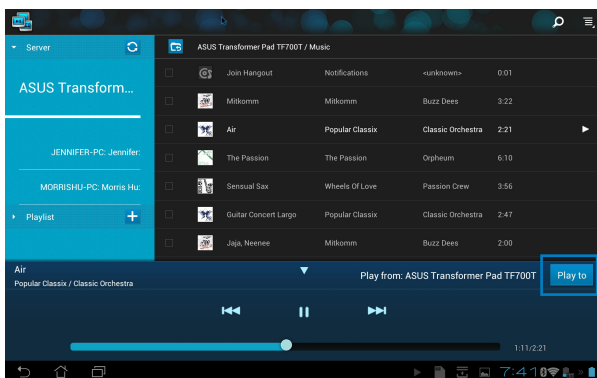 Server
ASUS Transformer Pad TF700T / Music
ASUS Transform...
JENNIFER-PC: Jennifer:
MORRISHU-PC: Morris Hu:
Playlist
Join Hangout Notifications <unknown> 0:01
Mitkomm Mitkomm Buzz Dees 3:22
Air Popular Classix Classic Orchestra 2:21
The Passion The Passion Orpheum 6:10
Sensual Sax Wheels Of Love Passion Crew 3:56
Guitar Concert Largo Popular Classix Classic Orchestra 2:47
Jaja, Neenee Mitkomm Buzz Dees 2:00
Air
Popular Classix / Classic Orchestra
Play from: ASUS Transformer Pad TF700T
Play to
1:11/2:21
7:41